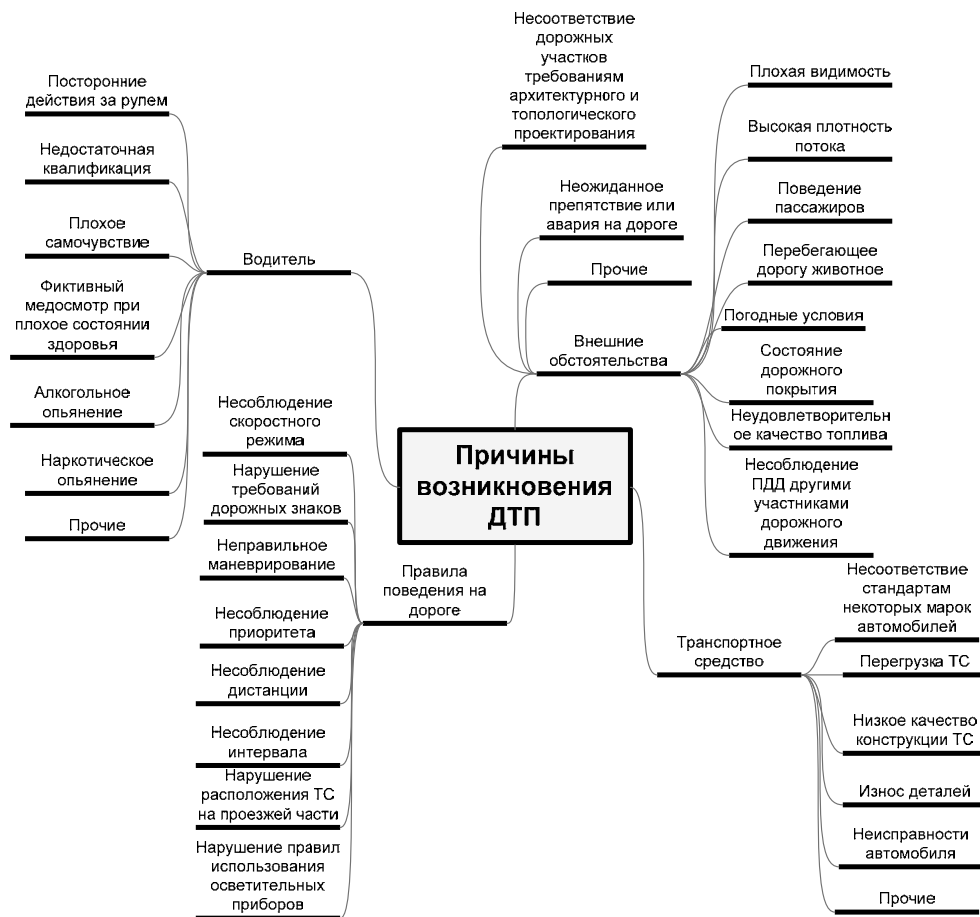 Причины
возникновения
ДТП
Водитель
Посторонние
действия за рулем
Недостаточная
квалификация
Плохое
самочувствие
Фиктивный
медосмотр при
плохое состоянии
здоровья
Алкогольное
опьянение
Наркотическое
опьянение
Прочие
Правила
поведения на
дороге
Несоблюдение
скоростного
режима
Нарушение
требований
дорожных знаков
Неправильное
маневрирование
Несоблюдение
приоритета
Несоблюдение
дистанции
Несоблюдение
интервала
Нарушение
расположения ТС
на проезжей части
Нарушение правил
использования
осветительных
приборов
Внешние
обстоятельства
Несоответствие
дорожных
участков
требованиям
архитектурного и
топологического
проектирования
Неожиданное
препятствие или
авария на дороге
Прочие
Плохая видимость
Высокая плотность
потока
Поведение
пассажиров
Перебегающее
дорогу животное
Погодные условия
Состояние
дорожного
покрытия
Неудовлетворительн
ое качество топлива
Несоблюдение
ПДД другими
участниками
дорожного
движения
Транспортное
средство
Несоответствие
стандартам
некоторых марок
автомобилей
Перегрузка ТС
Низкое качество
конструкции ТС
Износ деталей
Неисправности
автомобиля
Прочие